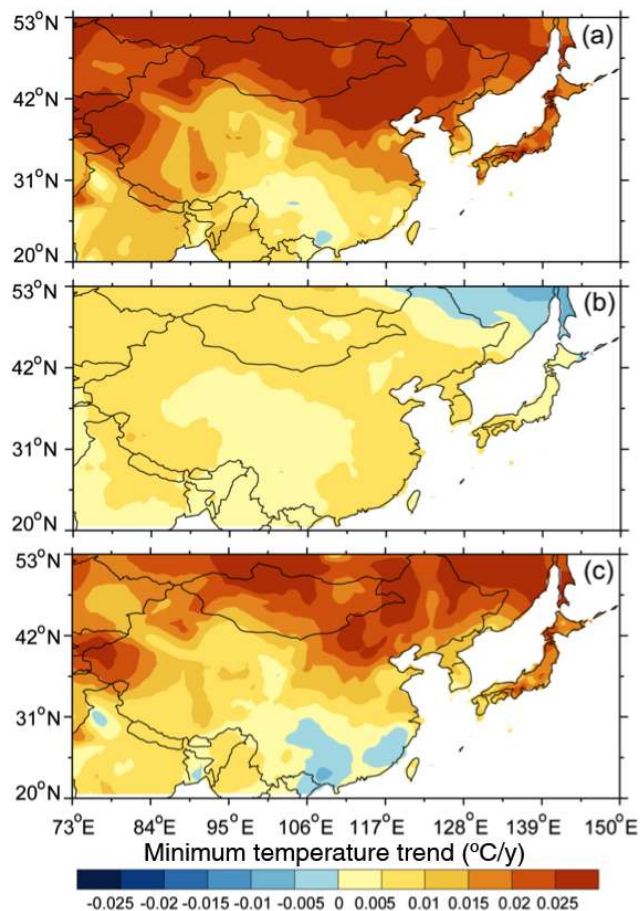 53°N
(a)
42°N
31°N
20°N
53°N
(b)
42°N
31°N
20°N
53°N
(c)
42°N
31°N
20°N
73°E 84°E 95°E 106°E 117°E 128°E 139°E 150°E
Minimum temperature trend (°C/y)
-0.025 -0.02 -0.015 -0.01 -0.005 0 0.005 0.01 0.015 0.02 0.025